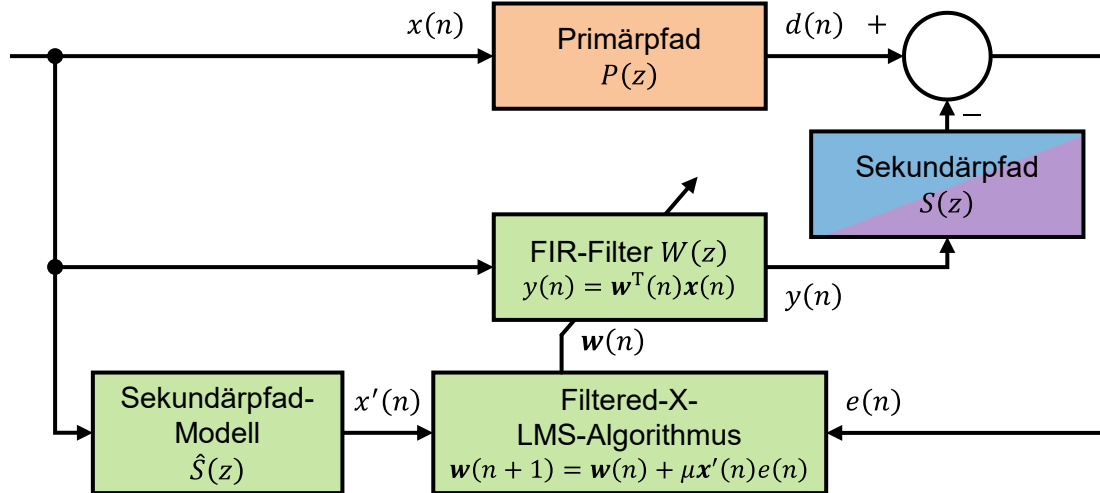 x(n)
Primärpfad
P(z)
d(n)
+
−
Sekundärpfad
S(z)
FIR-Filter W(z)
y(n) = w^T(n)x(n)
y(n)
w(n)
Sekundärpfad-
Modell
Ŝ(z)
x′(n)
Filtered-X-
LMS-Algorithmus
w(n + 1) = w(n) + μx′(n)e(n)
e(n)